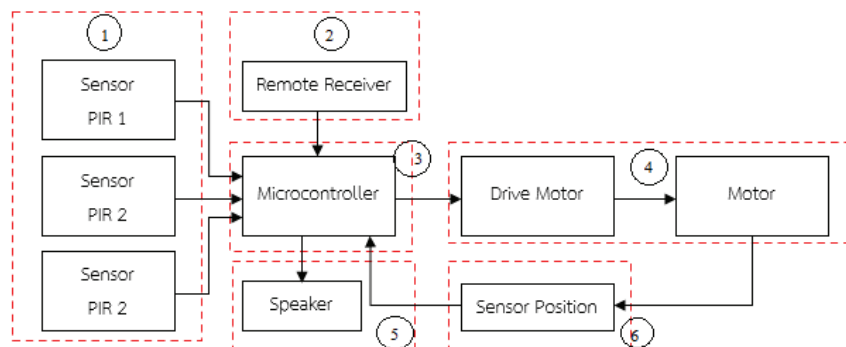 1
Sensor
PIR 1
Sensor
PIR 2
Sensor
PIR 2
2
Remote Receiver
3
Microcontroller
4
Drive Motor
Motor
5
Speaker
6
Sensor Position